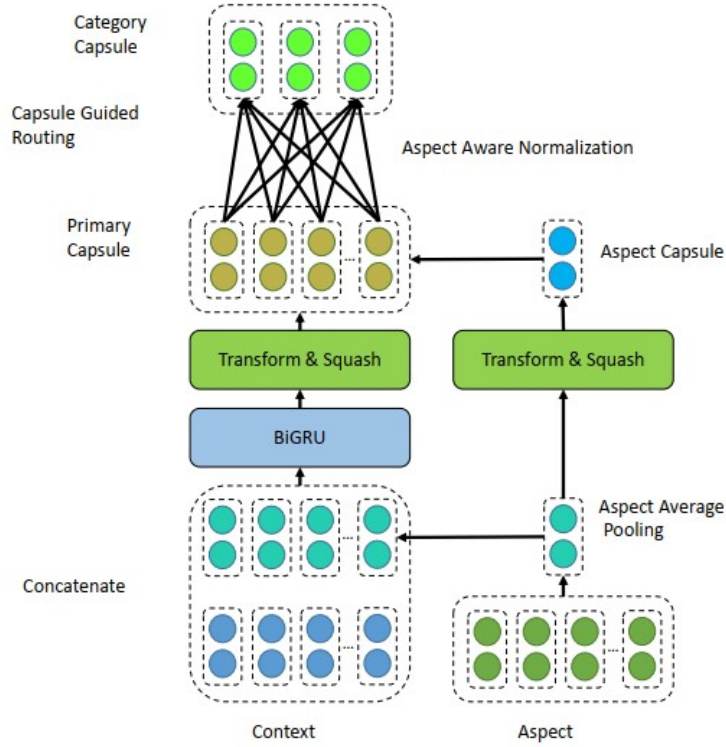 Category
Capsule
Capsule Guided
Routing
Aspect Aware Normalization
Primary
Capsule
...
Aspect Capsule
Transform & Squash
Transform & Squash
BiGRU
...
Aspect Average
Pooling
Concatenate
...
...
Context
Aspect